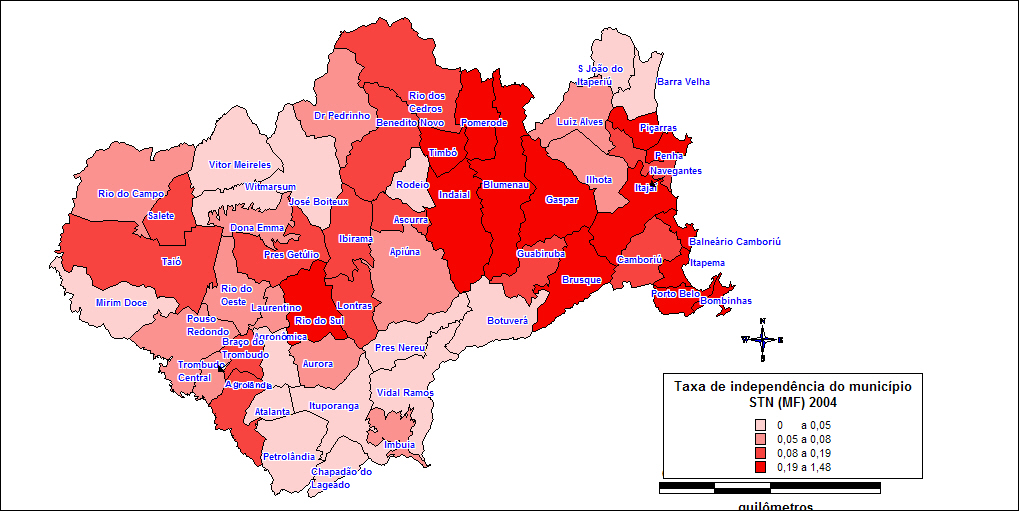 S João do
Itaperiú
Barra Velha
Rio dos
Cedros
Dr Pedrinho
Benedito Novo
Pomerode
Luiz Alves
Piçarras
Timbó
Penha
Vitor Meireles
Navegantes
Rodeio
Indaial
Blumenau
Ilhota
Itajaí
Rio do Campo
Witmarsum
José Boiteux
Gaspar
Salete
Ascurra
Dona Emma
Ibirama
Balneário Camboriú
Apiúna
Pres Getúlio
Guabiruba
Camboriú
Itapema
Taió
Brusque
Rio do
Oeste
Mirim Doce
Porto Belo
Bombinhas
Laurentino
Lontras
Pouso
Redondo
Rio do Sul
Botuverá
Agronômica
Braço do
Trombudo
Pres Nereu
Trombudo
Central
Aurora
Agrolândia
Vidal Ramos
Atalanta
Ituporanga
Imbuia
Petrolândia
Chapadão do
Lageado
N
W E
S
Taxa de independência do município
STN (MF) 2004
0 a 0,05
0,05 a 0,08
0,08 a 0,19
0,19 a 1,48
quilômetros